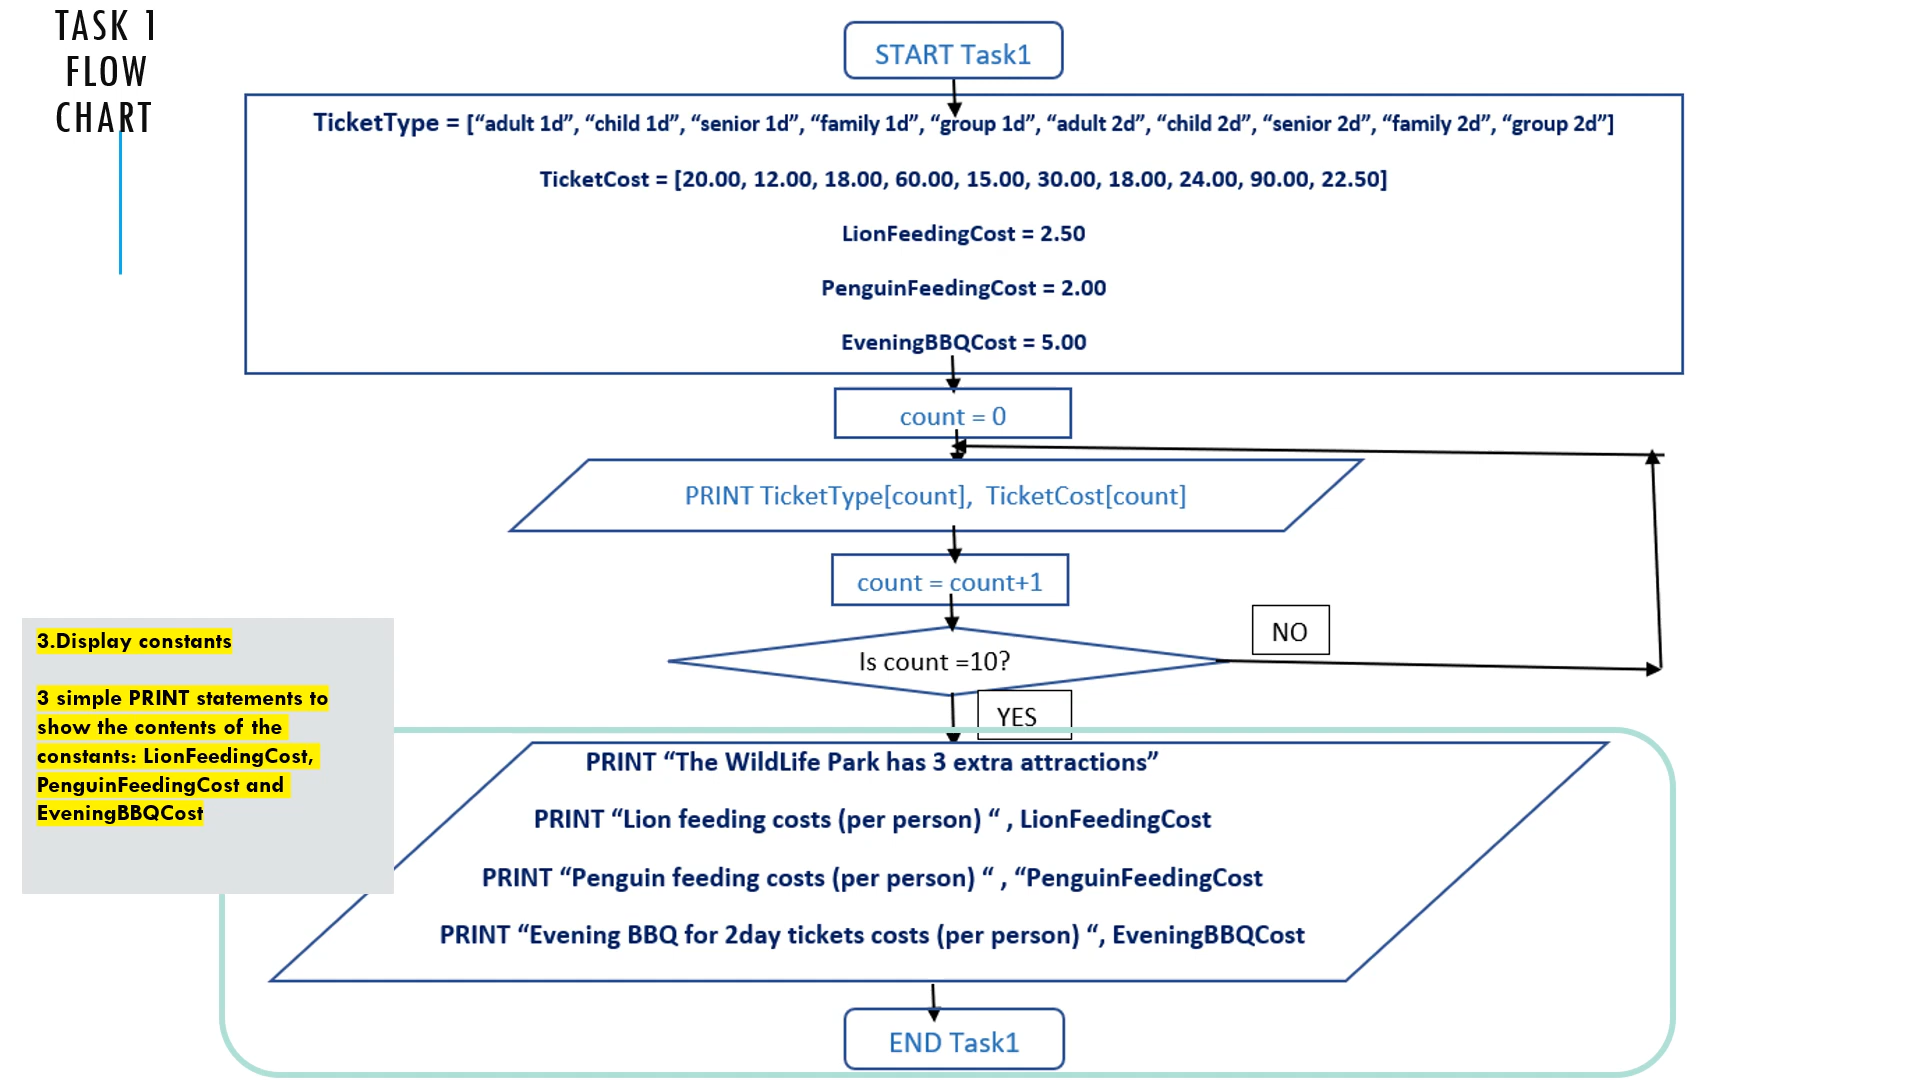 TASK 1
FLOW
CHART
START Task1
TicketType = [“adult 1d”, “child 1d”, “senior 1d”, “family 1d”, “group 1d”, “adult 2d”, “child 2d”, “senior 2d”, “family 2d”, “group 2d”]
TicketCost = [20.00, 12.00, 18.00, 60.00, 15.00, 30.00, 18.00, 24.00, 90.00, 22.50]
LionFeedingCost = 2.50
PenguinFeedingCost = 2.00
EveningBBQCost = 5.00
count = 0
PRINT TicketType[count],  TicketCost[count]
count = count+1
Is count =10?
NO
YES
3.Display constants
3 simple PRINT statements to
show the contents of the
constants: LionFeedingCost,
PenguinFeedingCost and
EveningBBQCost
PRINT “The WildLife Park has 3 extra attractions”
PRINT “Lion feeding costs (per person) “ , LionFeedingCost
PRINT “Penguin feeding costs (per person) “ , “PenguinFeedingCost
PRINT “Evening BBQ for 2day tickets costs (per person) “, EveningBBQCost
END Task1